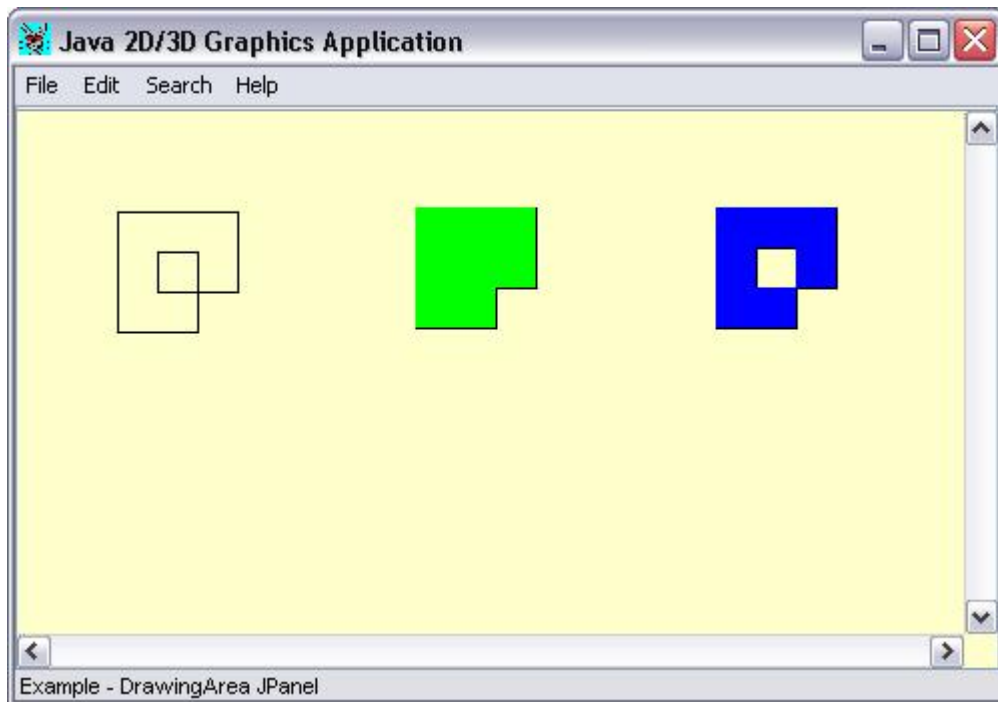 Java 2D/3D Graphics Application
File Edit Search Help
Example - DrawingArea JPanel